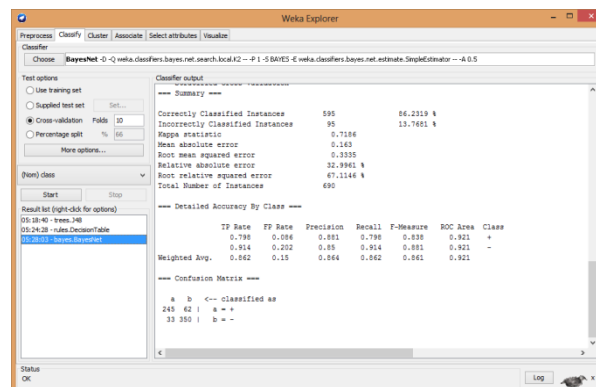 Weka Explorer
Preprocess Classify Cluster Associate Select attributes Visualize
Classifier
Choose BayesNet -D -Q weka.classifiers.bayes.net.search.local.K2 -- -P 1 -S BAYES -E weka.classifiers.bayes.net.estimate.SimpleEstimator -- -A 0.5
Test options
Use training set
Supplied test set Set...
Cross-validation Folds 10
Percentage split % 66
More options...
(Nom) class
Start Stop
Result list (right-click for options)
05:18:40 - trees.J48
05:24:28 - rules.DecisionTable
05:28:03 - bayes.BayesNet
Classifier output
=== Summary ===
Correctly Classified Instances 595 86.2319 %
Incorrectly Classified Instances 95 13.7681 %
Kappa statistic 0.7186
Mean absolute error 0.163
Root mean squared error 0.3335
Relative absolute error 32.9961 %
Root relative squared error 67.1146 %
Total Number of Instances 690
=== Detailed Accuracy By Class ===
TP Rate FP Rate Precision Recall F-Measure ROC Area Class
0.798 0.086 0.881 0.798 0.838 0.921 +
0.914 0.202 0.85 0.914 0.881 0.921 -
Weighted Avg. 0.862 0.15 0.864 0.862 0.861 0.921
=== Confusion Matrix ===
a b <-- classified as
245 62 | a = +
33 350 | b = -
Status
OK
Log
x